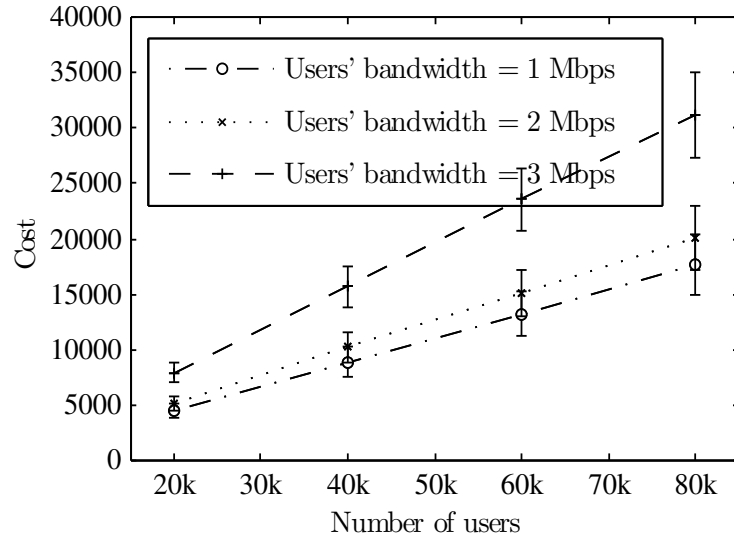 40000
35000
30000
25000
20000
15000
10000
5000
0
Cost
Users' bandwidth = 1 Mbps
Users' bandwidth = 2 Mbps
Users' bandwidth = 3 Mbps
20k 30k 40k 50k 60k 70k 80k
Number of users